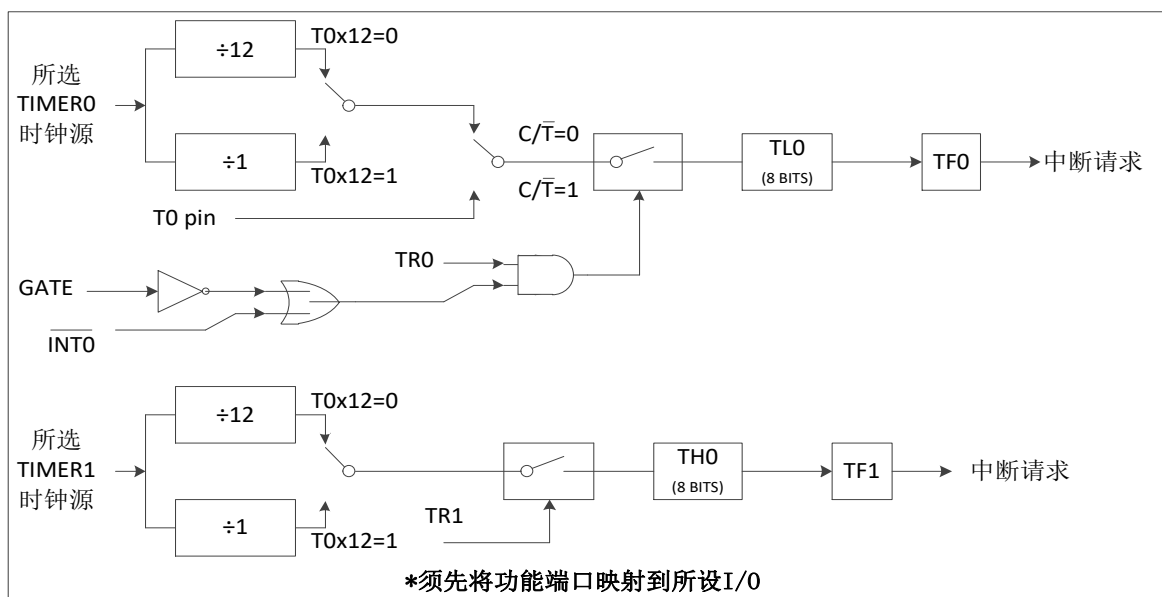 ÷12
T0x12=0
所选
TIMER0
时钟源
÷1
T0x12=1
C/T̅=0
C/T̅=1
T0 pin
TL0
(8 BITS)
TF0
中断请求
TR0
GATE
I̅N̅T̅0̅
÷12
T0x12=0
所选
TIMER1
时钟源
÷1
T0x12=1
TR1
TH0
(8 BITS)
TF1
中断请求
*须先将功能端口映射到所设I/0